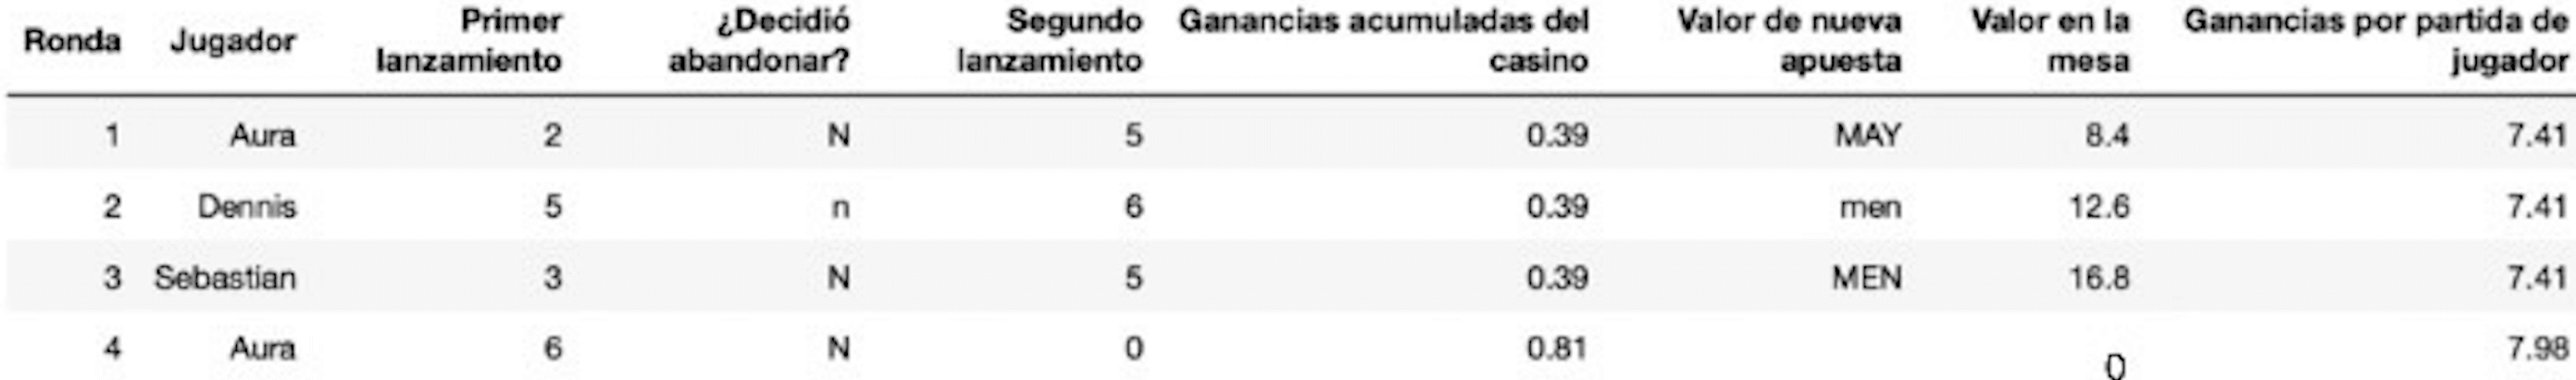 Ronda Jugador Primer lanzamiento ¿Decidió abandonar? Segundo lanzamiento Ganancias acumuladas del casino Valor de nueva apuesta Valor en la mesa Ganancias por partida de jugador
1 Aura 2 N 5 0.39 MAY 8.4 7.41
2 Dennis 5 n 6 0.39 men 12.6 7.41
3 Sebastian 3 N 5 0.39 MEN 16.8 7.41
4 Aura 6 N 0 0.81 0 7.98